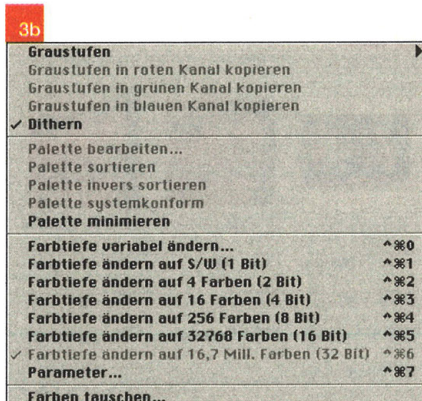 3b
Graustufen
Graustufen in roten Kanal kopieren
Graustufen in grünen Kanal kopieren
Graustufen in blauen Kanal kopieren
✓ Dithern
Palette bearbeiten...
Palette sortieren
Palette invers sortieren
Palette systemkonform
Palette minimieren
Farbtiefe variabel ändern... ^⌘0
Farbtiefe ändern auf S/W (1 Bit) ^⌘1
Farbtiefe ändern auf 4 Farben (2 Bit) ^⌘2
Farbtiefe ändern auf 16 Farben (4 Bit) ^⌘3
Farbtiefe ändern auf 256 Farben (8 Bit) ^⌘4
Farbtiefe ändern auf 32768 Farben (16 Bit) ^⌘5
✓ Farbtiefe ändern auf 16,7 Mill. Farben (32 Bit) ^⌘6
Parameter... ^⌘7
Farben tauschen...